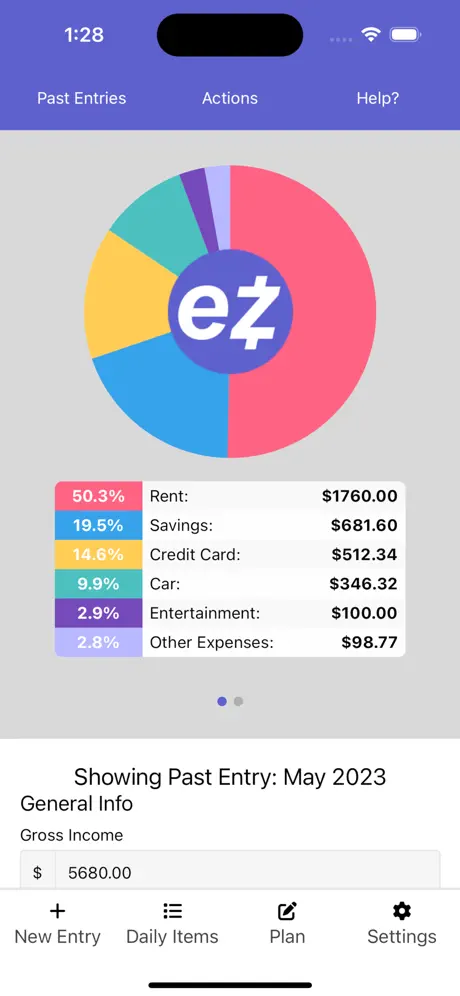 1:28
Past Entries Actions Help?
ez
50.3% Rent: $1760.00
19.5% Savings: $681.60
14.6% Credit Card: $512.34
9.9% Car: $346.32
2.9% Entertainment: $100.00
2.8% Other Expenses: $98.77
Showing Past Entry: May 2023
General Info
Gross Income
$ 5680.00
New Entry Daily Items Plan Settings